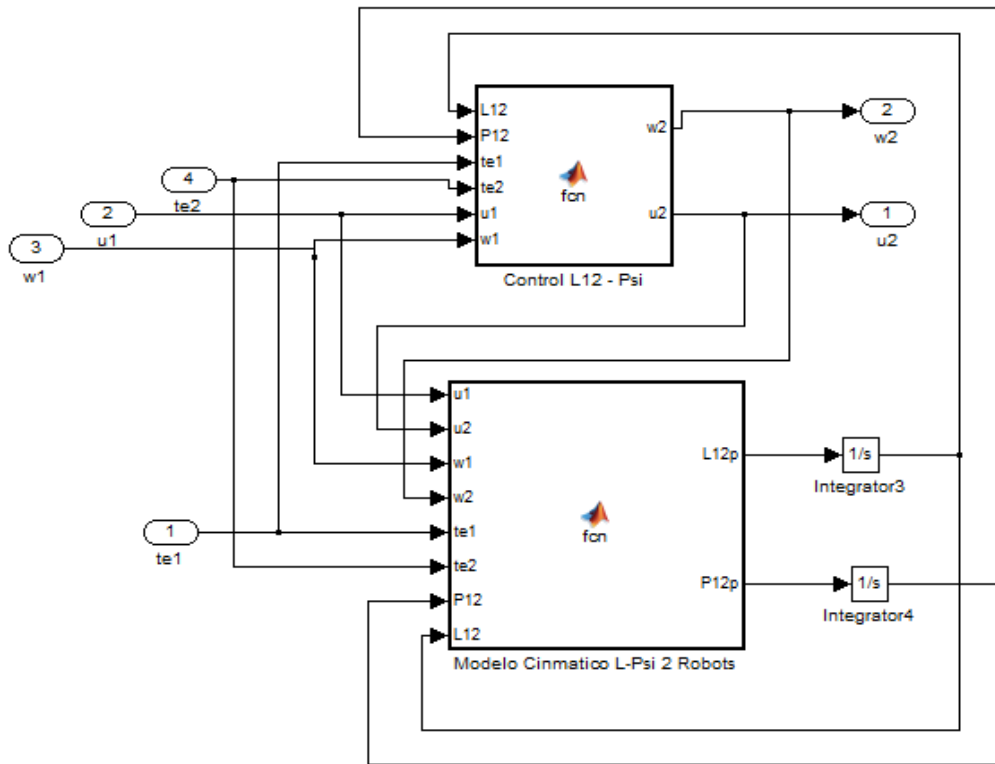 L12
P12
te1
te2
u1
w1
w2
u2
fcn
Control L12 - Psi
2
w2
1
u2
4
te2
2
u1
3
w1
1
te1
u1
u2
w1
w2
te1
te2
P12
L12
L12p
P12p
fcn
Modelo Cinmatico L-Psi 2 Robots
1/s
Integrator3
1/s
Integrator4